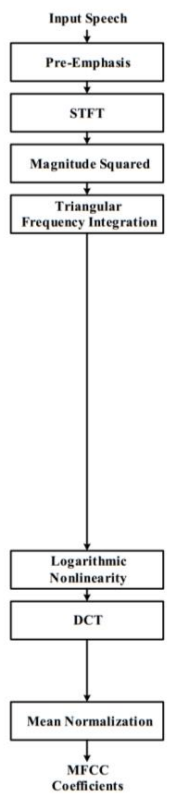 Input Speech
Pre-Emphasis
STFT
Magnitude Squared
Triangular
Frequency Integration
Logarithmic
Nonlinearity
DCT
Mean Normalization
MFCC
Coefficients